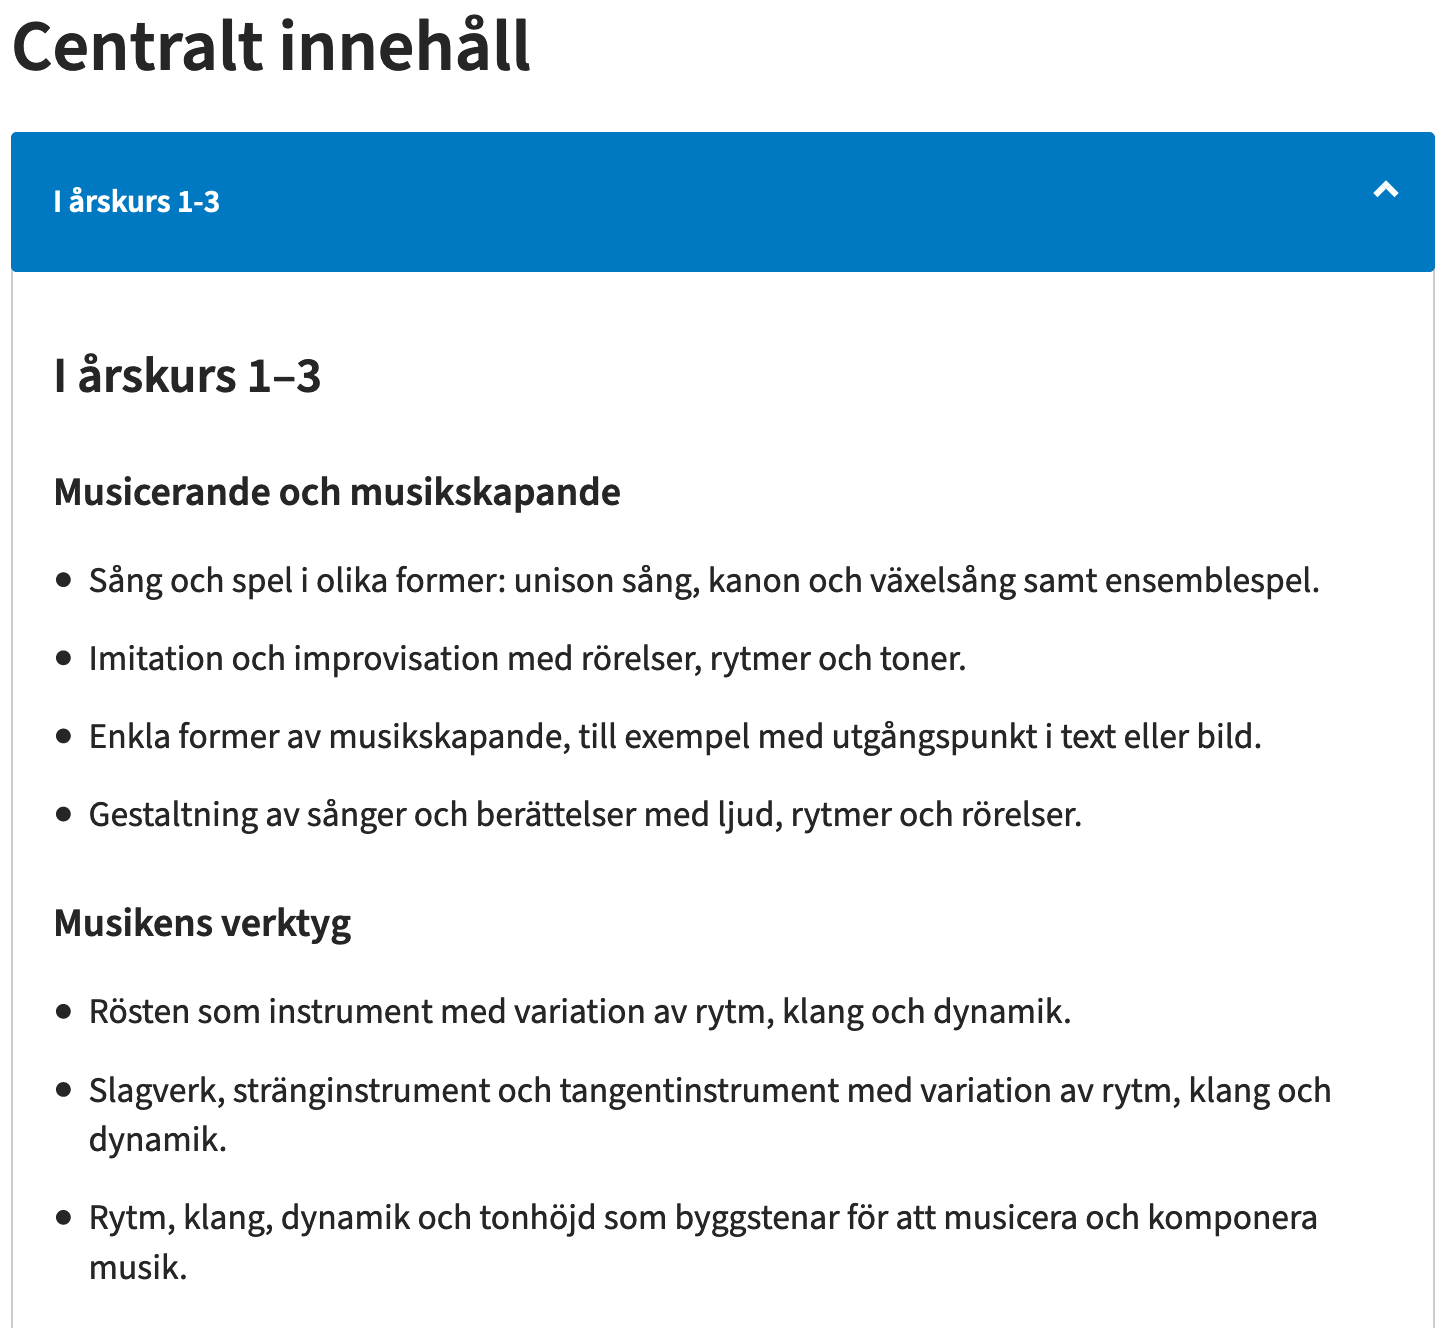 Centralt innehåll
I årskurs 1-3
I årskurs 1–3
Musicerande och musikskapande
• Sång och spel i olika former: unison sång, kanon och växelsång samt ensemblespel.
• Imitation och improvisation med rörelser, rytmer och toner.
• Enkla former av musikskapande, till exempel med utgångspunkt i text eller bild.
• Gestaltning av sånger och berättelser med ljud, rytmer och rörelser.
Musikens verktyg
• Rösten som instrument med variation av rytm, klang och dynamik.
• Slagverk, stränginstrument och tangentinstrument med variation av rytm, klang och
dynamik.
• Rytm, klang, dynamik och tonhöjd som byggstenar för att musicera och komponera
musik.